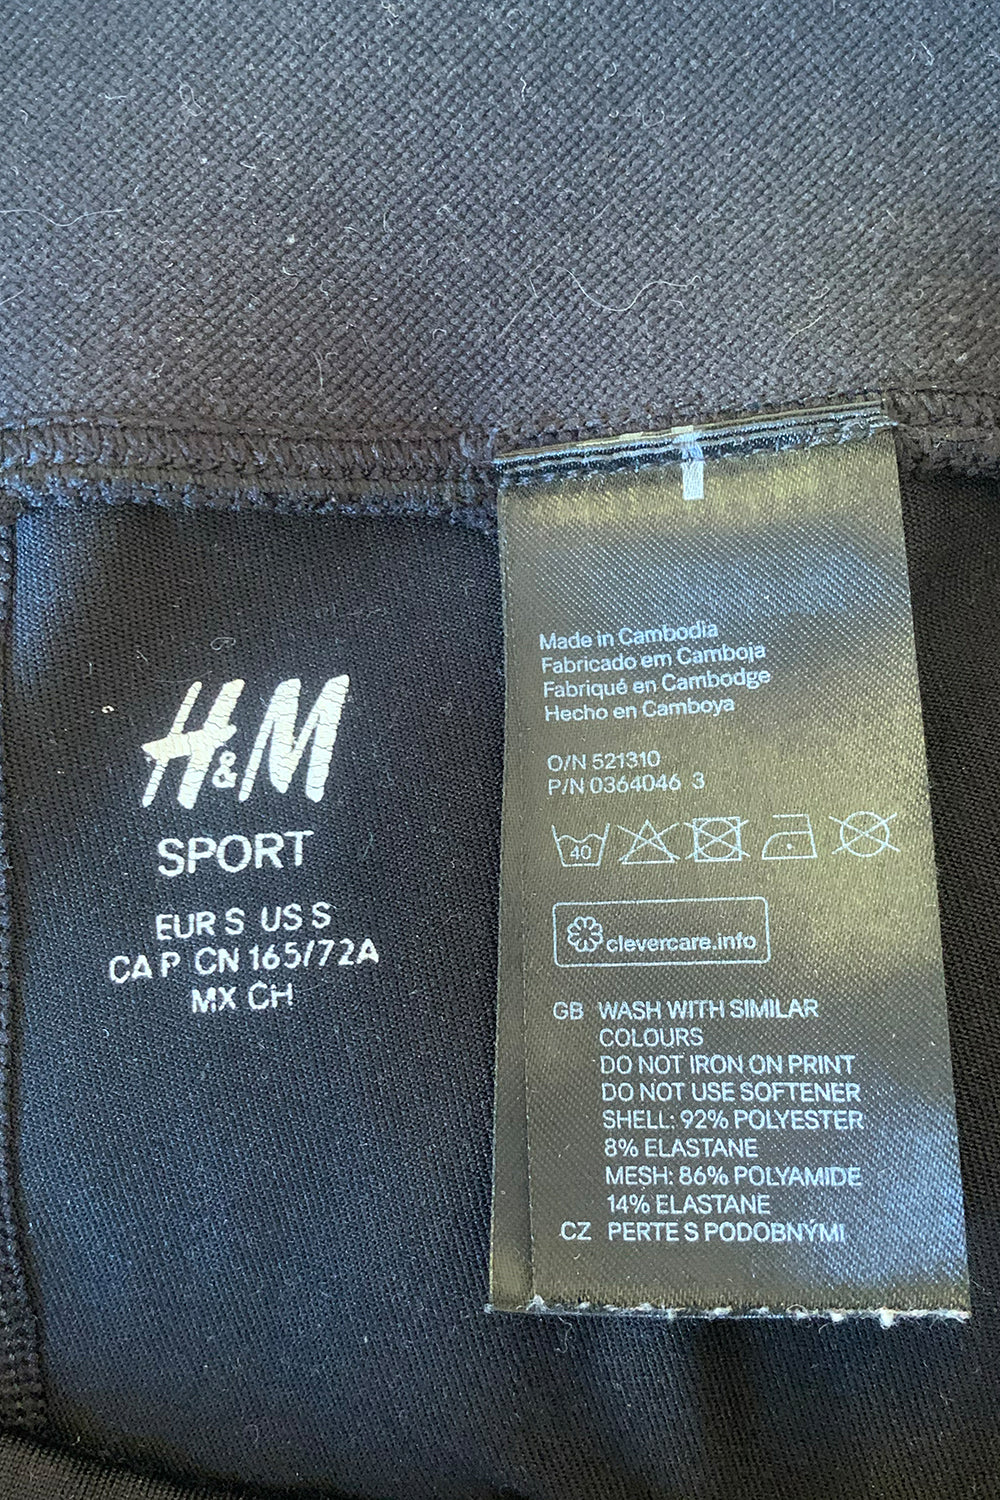 H&M
SPORT
EUR S US S
CA P CN 165/72A
MX CH
Made in Cambodia
Fabricado em Camboja
Fabriqué en Cambodge
Hecho en Camboya
O/N 521310
P/N 0364046 3
40
clevercare.info
GB WASH WITH SIMILAR
COLOURS
DO NOT IRON ON PRINT
DO NOT USE SOFTENER
SHELL: 92% POLYESTER
8% ELASTANE
MESH: 86% POLYAMIDE
14% ELASTANE
CZ PERTE S PODOBNÝMI